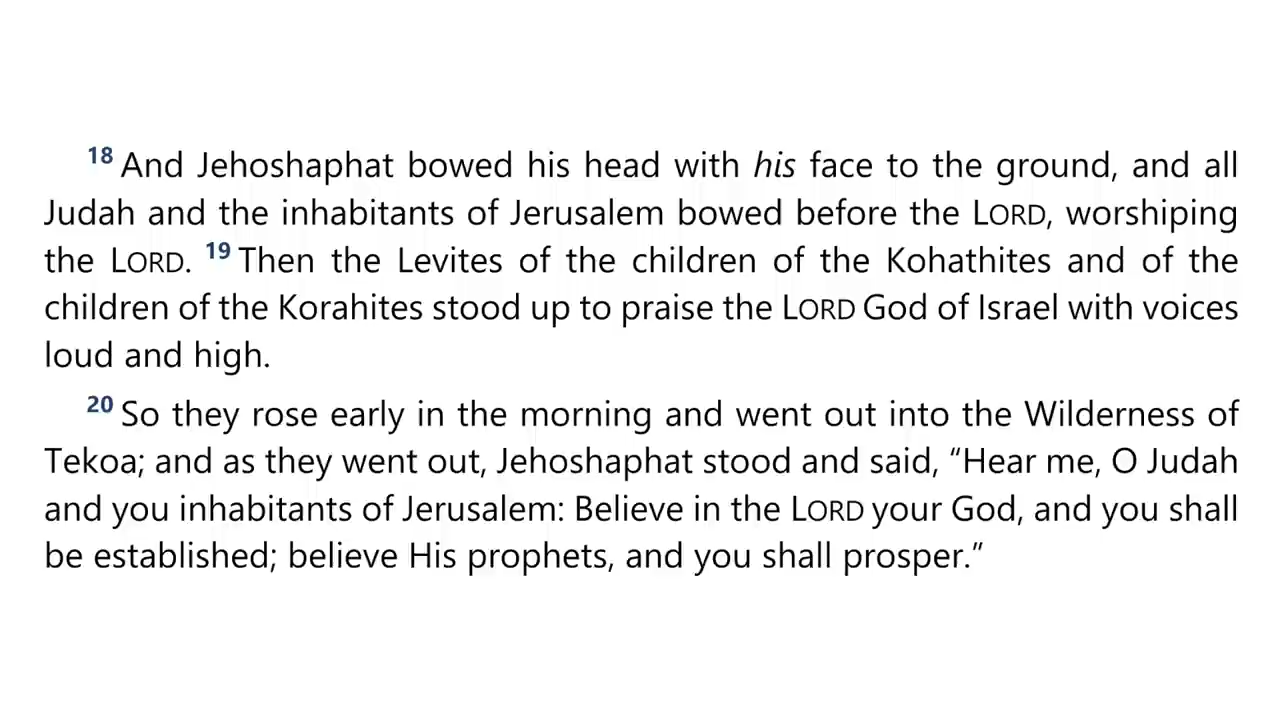 18 And Jehoshaphat bowed his head with his face to the ground, and all
Judah and the inhabitants of Jerusalem bowed before the LORD, worshiping
the LORD. 19 Then the Levites of the children of the Kohathites and of the
children of the Korahites stood up to praise the LORD God of Israel with voices
loud and high.
20 So they rose early in the morning and went out into the Wilderness of
Tekoa; and as they went out, Jehoshaphat stood and said, “Hear me, O Judah
and you inhabitants of Jerusalem: Believe in the LORD your God, and you shall
be established; believe His prophets, and you shall prosper.”